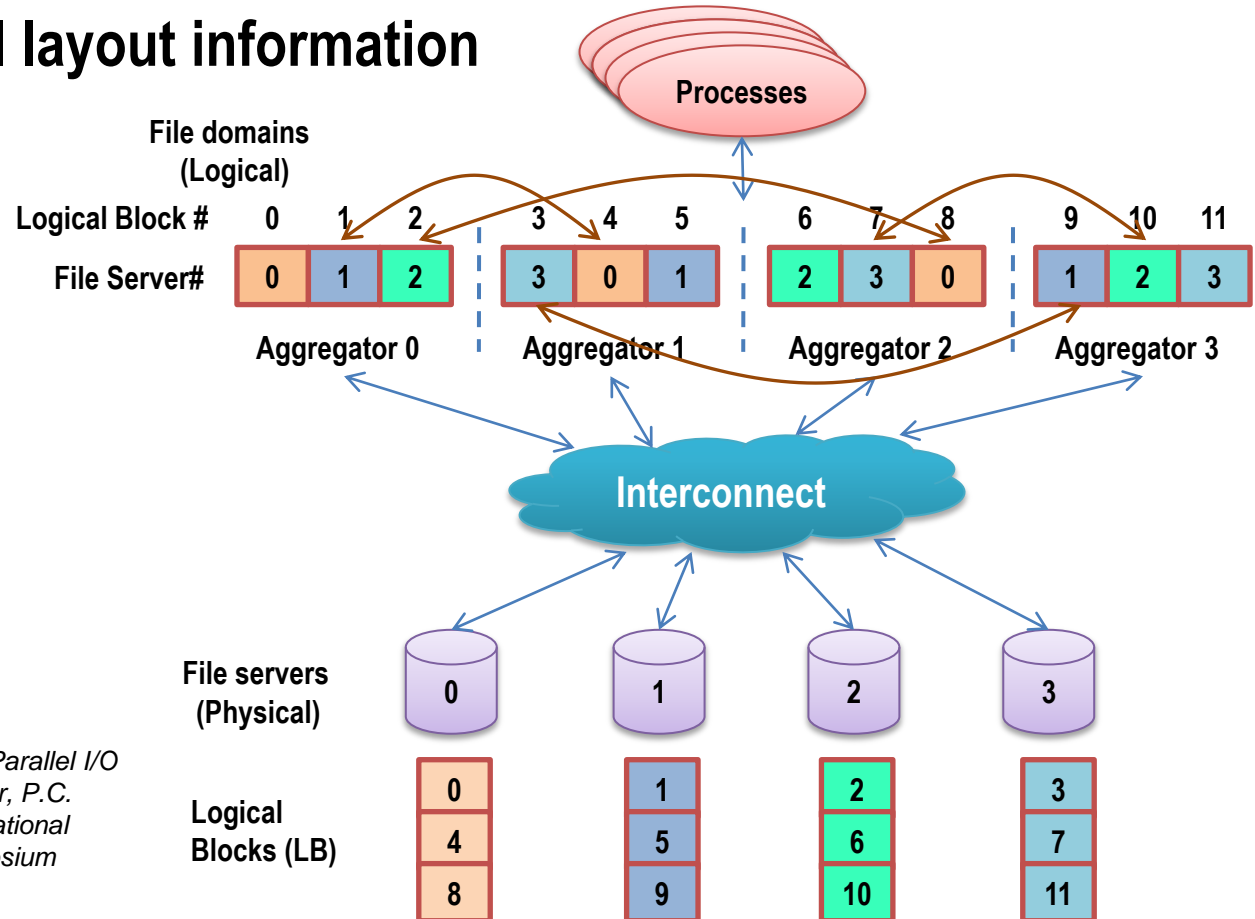 l layout information
Processes
File domains
(Logical)
Logical Block # 0 1 2 3 4 5 6 7 8 9 10 11
File Server# 0 1 2 3 0 1 2 3 0 1 2 3
Aggregator 0 Aggregator 1 Aggregator 2 Aggregator 3
Interconnect
File servers
(Physical)
0 1 2 3
Parallel I/O
r, P.C.
ational
osium
Logical
Blocks (LB)
0 1 2 3
4 5 6 7
8 9 10 11